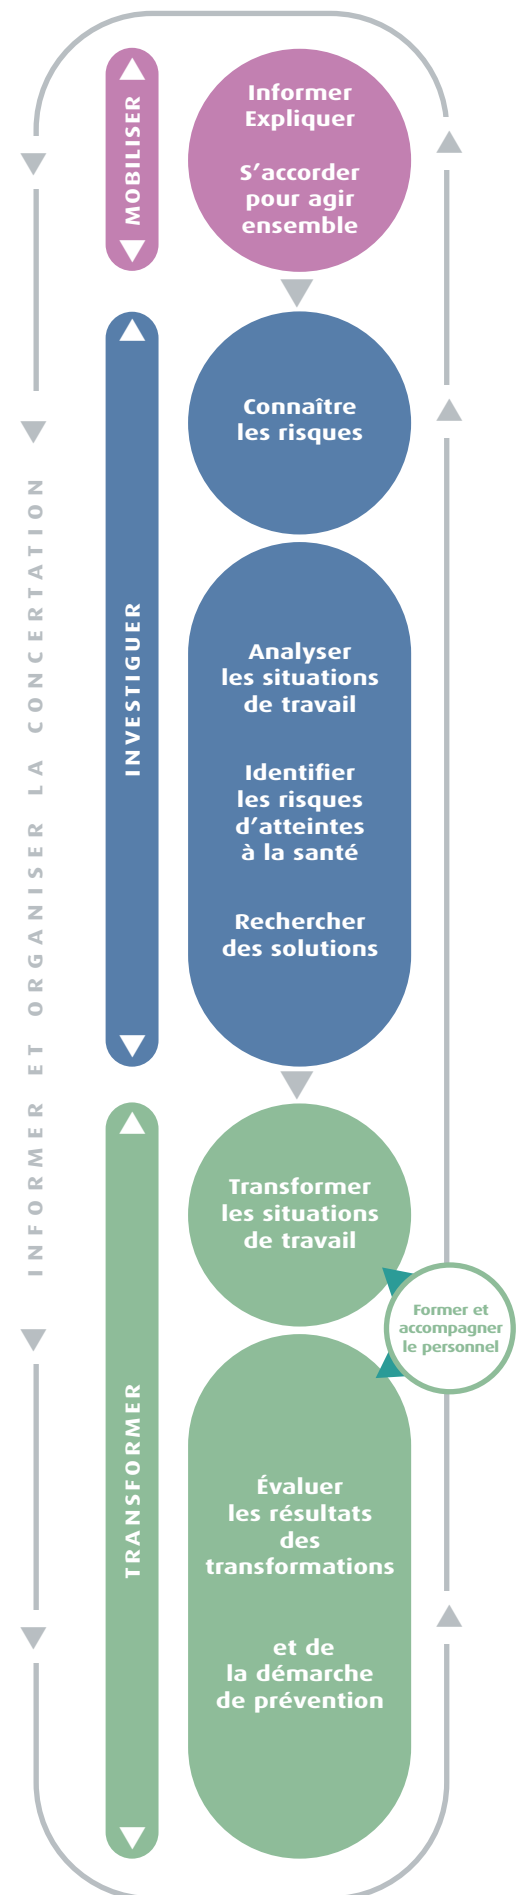 INFORMER ET ORGANISER LA CONCERTATION
MOBILISER
Informer
Expliquer
S'accorder
pour agir
ensemble
INVESTIGUER
Connaître
les risques
Analyser
les situations
de travail
Identifier
les risques
d'atteintes
à la santé
Rechercher
des solutions
TRANSFORMER
Transformer
les situations
de travail
Former et
accompagner
le personnel
Évaluer
les résultats
des
transformations
et de
la démarche
de prévention